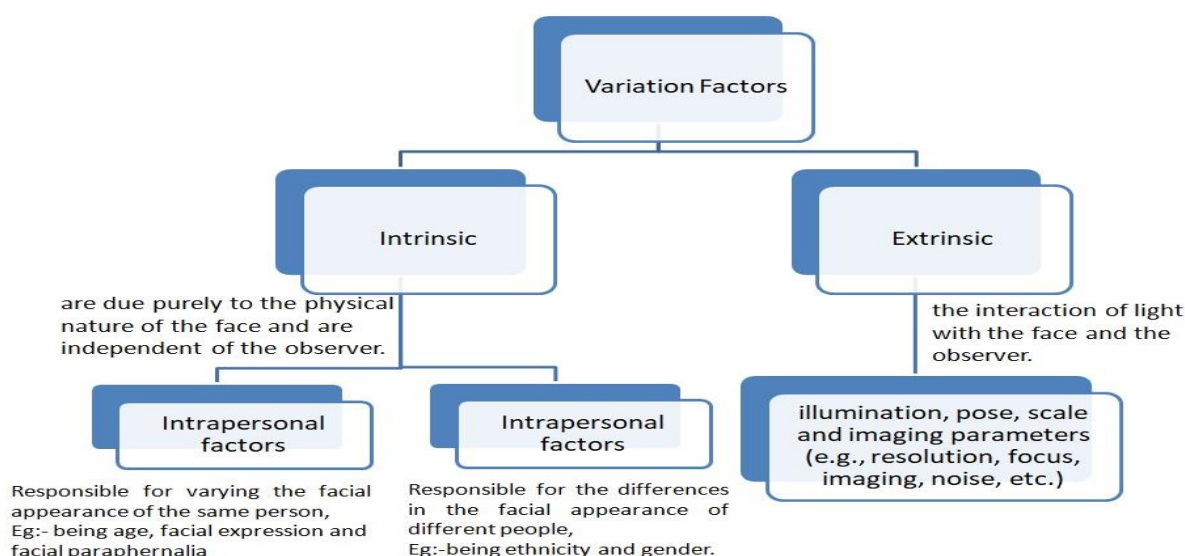 Variation Factors
Intrinsic
Extrinsic
are due purely to the physical
nature of the face and are
independent of the observer.
the interaction of light
with the face and the
observer.
Intrapersonal
factors
Intrapersonal
factors
illumination, pose, scale
and imaging parameters
(e.g., resolution, focus,
imaging, noise, etc.)
Responsible for varying the facial
appearance of the same person,
Eg:- being age, facial expression and
facial paraphernalia
Responsible for the differences
in the facial appearance of
different people,
Eg:-being ethnicity and gender.